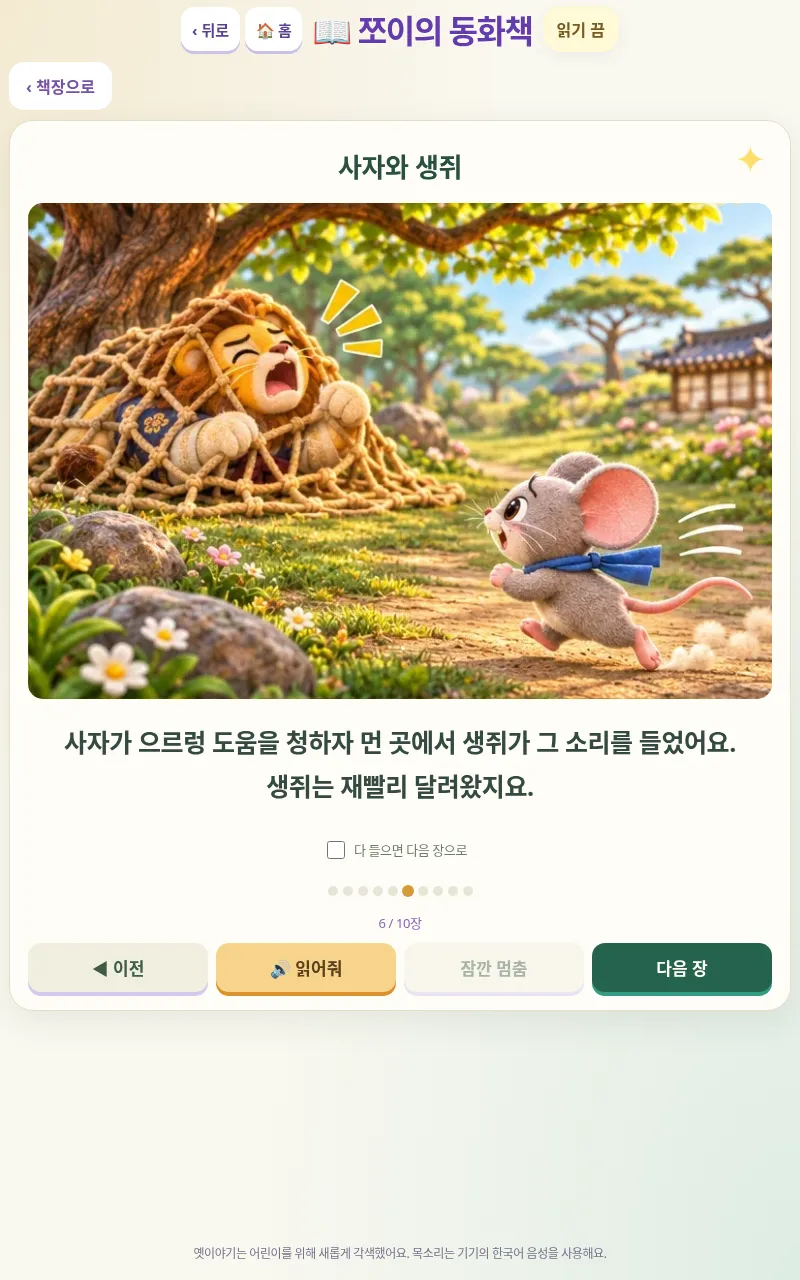 ‹ 뒤로
🏠 홈
📖 쪼이의 동화책
읽기 끝
‹ 책장으로
사자와 생쥐
사자가 으르렁 도움을 청하자 먼 곳에서 생쥐가 그 소리를 들었어요.
생쥐는 재빨리 달려왔지요.
다 들으면 다음 장으로
6 / 10장
◀ 이전
🔊 읽어줘
잠깐 멈춤
다음 장
옛이야기는 어린이를 위해 새롭게 각색했어요. 목소리는 기기의 한국어 음성을 사용해요.